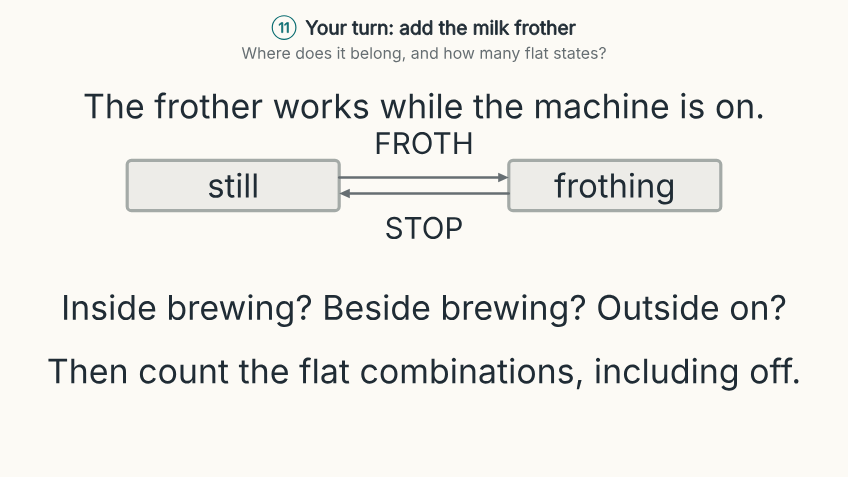 11 Your turn: add the milk frother
Where does it belong, and how many flat states?
The frother works while the machine is on.
FROTH
still
frothing
STOP
Inside brewing? Beside brewing? Outside on?
Then count the flat combinations, including off.